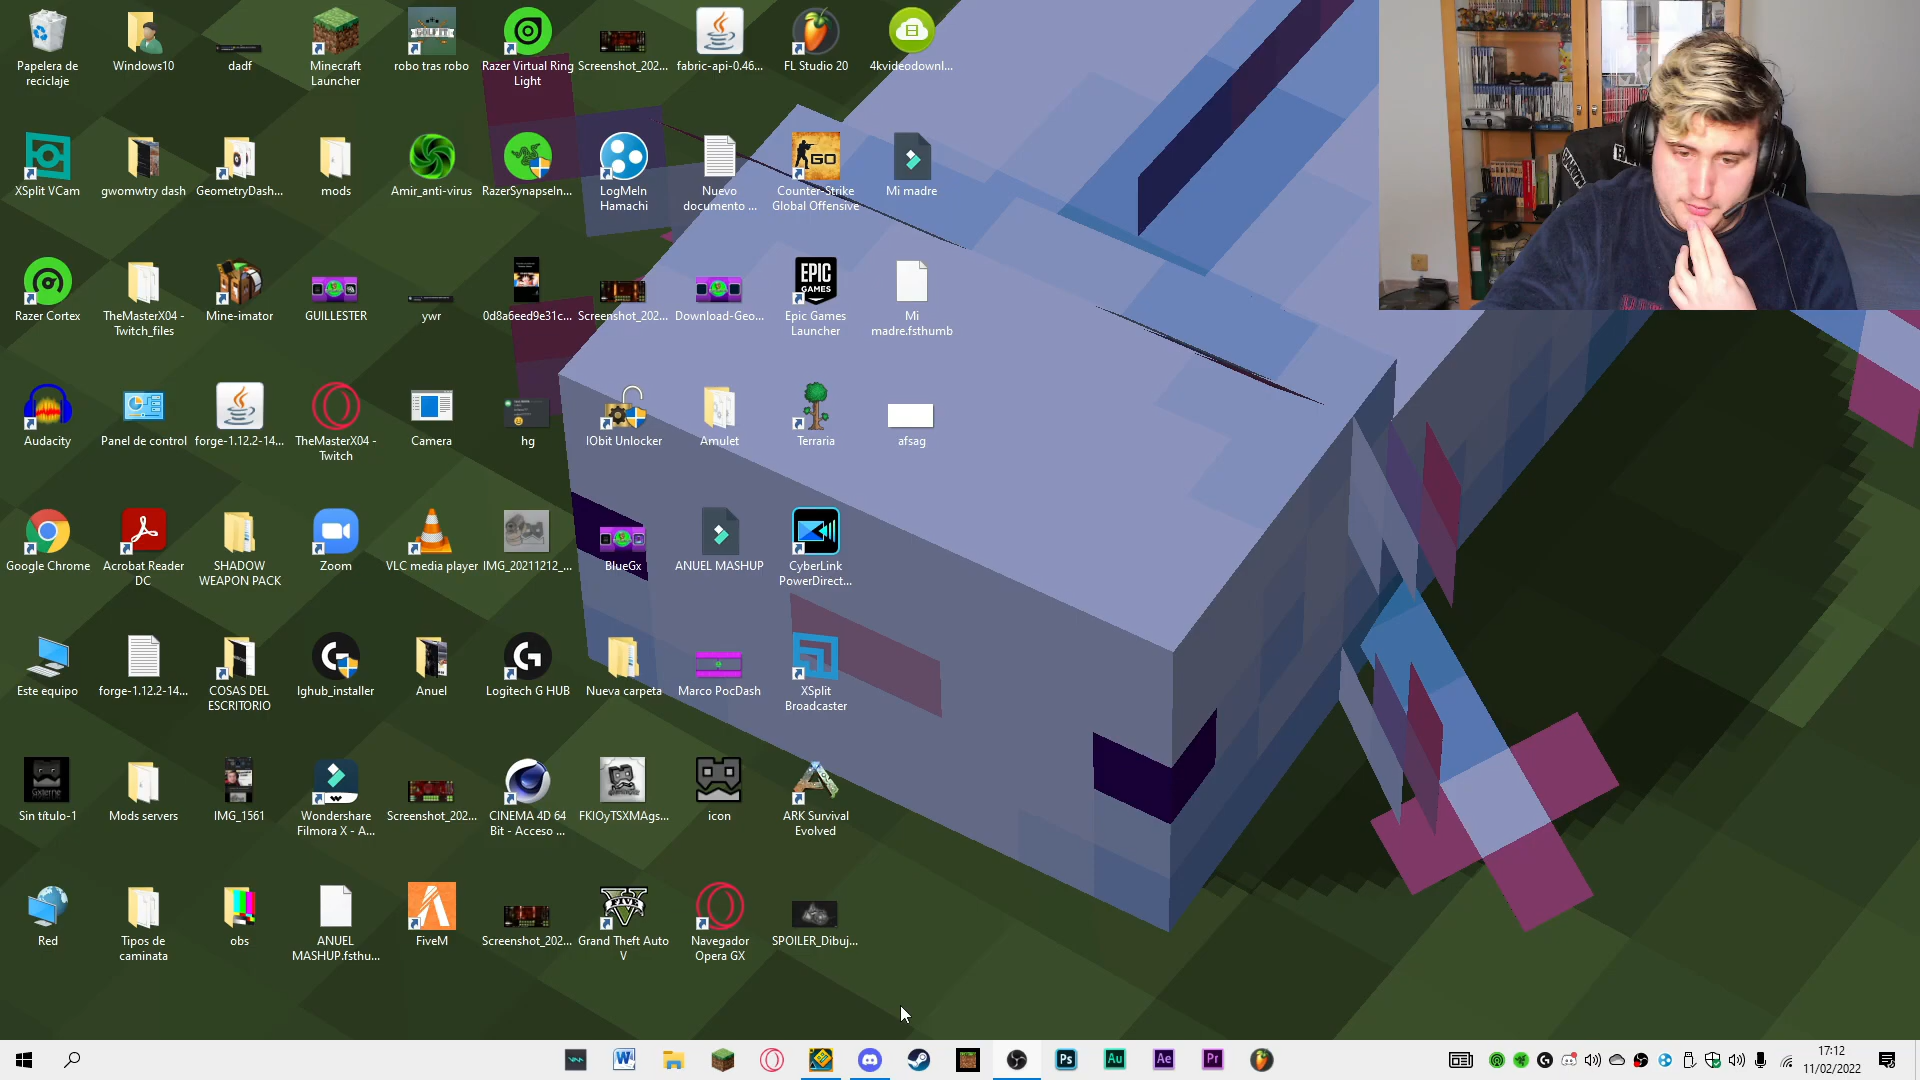 Papelera de
reciclaje
Windows10
dadf
Minecraft
Launcher
robo tras robo
Razer Virtual Ring
Light
Screenshot_202...
fabric-api-0.46...
FL Studio 20
4kvideodownl...
XSplit VCam
gwomwtry dash
GeometryDash...
mods
Amir_anti-virus
RazerSynapseIn...
LogMeIn
Hamachi
Nuevo
documento ...
GO
Counter-Strike
Global Offensive
Mi madre
Razer Cortex
TheMasterX04 -
Twitch_files
Mine-imator
GUILLESTER
ywr
0d8a6eed9e31c...
Screenshot_202...
Download-Geo...
EPIC
GAMES
Epic Games
Launcher
Mi
madre.fsthumb
Audacity
Panel de control
forge-1.12.2-14...
TheMasterX04 -
Twitch
Camera
hg
IObit Unlocker
Amulet
Terraria
afsag
Google Chrome
Acrobat Reader
DC
SHADOW
WEAPON PACK
Zoom
VLC media player
IMG_20211212_...
BlueGx
ANUEL MASHUP
CyberLink
PowerDirect...
Este equipo
forge-1.12.2-14...
COSAS DEL
ESCRITORIO
lghub_installer
Anuel
Logitech G HUB
Nueva carpeta
Marco PocDash
XSplit
Broadcaster
Sin título-1
Mods servers
IMG_1561
Wondershare
Filmora X - A...
Screenshot_202...
CINEMA 4D 64
Bit - Acceso ...
FKIOyTSXMAgs...
icon
ARK Survival
Evolved
Red
Tipos de
caminata
obs
ANUEL
MASHUP.fsthu...
FiveM
Screenshot_202...
FIVE
Grand Theft Auto
V
Navegador
Opera GX
SPOILER_Dibuj...
W
Ps
Au
Ae
Pr
17:12
11/02/2022